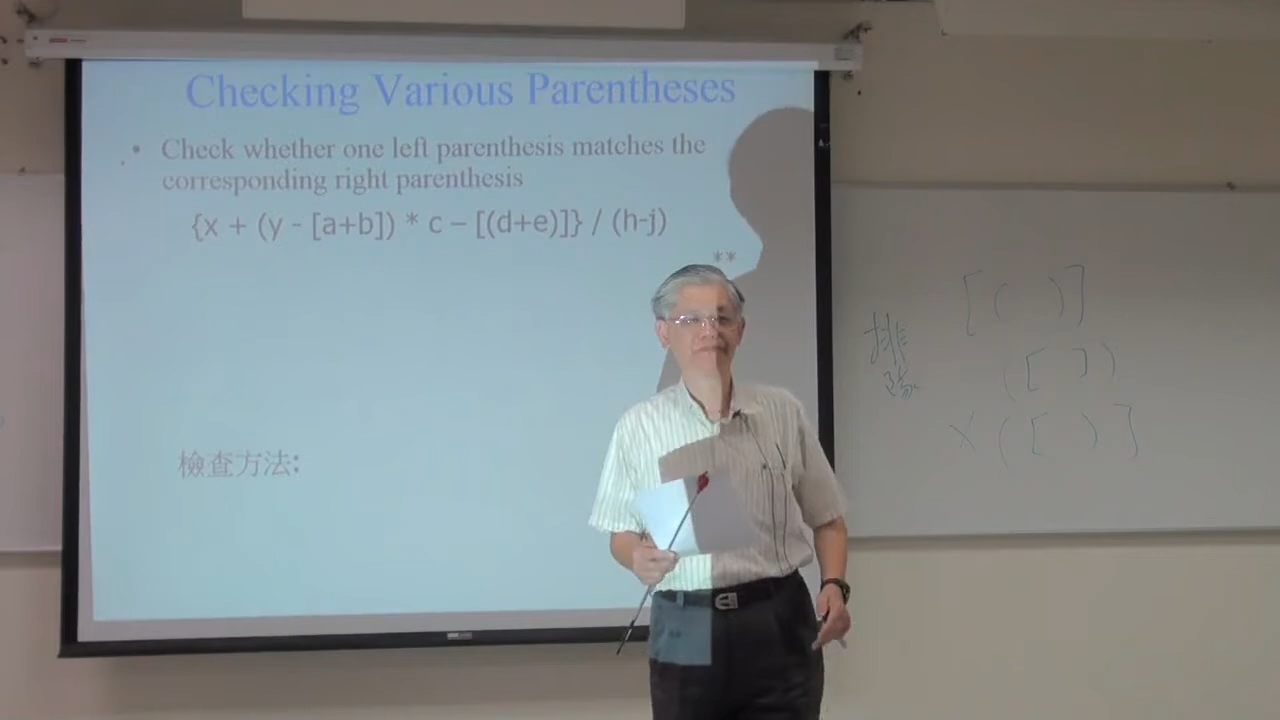 Checking Various Parentheses
• Check whether one left parenthesis matches the
corresponding right parenthesis
{x + (y - [a+b]) * c – [(d+e)]} / (h-j)
**
檢查方法:
[ ( ) ]
( [ ] )
X ( [ ) ]